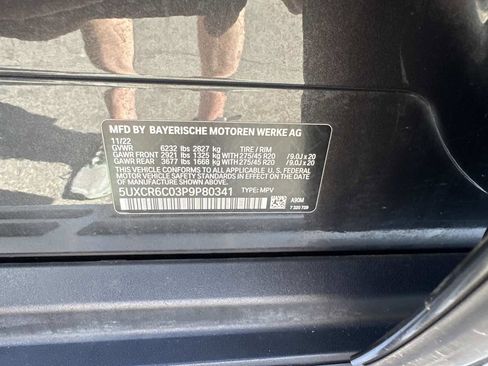 MFD BY BAYERISCHE MOTOREN WERKE AG
11/22
GVWR 6232 lbs 2827 kg TIRE / RIM
GAWR FRONT 2921 lbs 1325 kg WITH 275/45 R20 / 9.0J x 20
GAWR REAR 3677 lbs 1668 kg WITH 275/45 R20 / 9.0J x 20
THIS VEHICLE CONFORMS TO ALL APPLICABLE U. S. FEDERAL
MOTOR VEHICLE SAFETY STANDARDS IN EFFECT ON THE DATE
OF MANUFACTURE SHOWN ABOVE.
5UXCR6C03P9P80341 TYPE: MPV
A90M